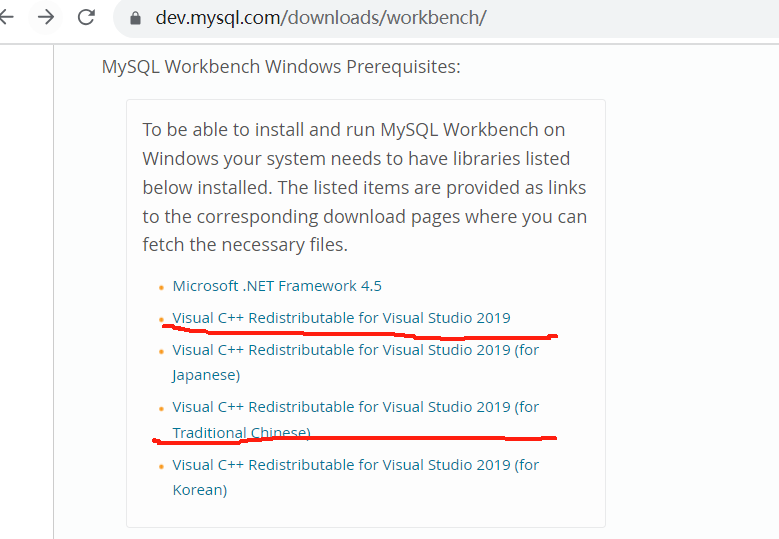 dev.mysql.com/downloads/workbench/
MySQL Workbench Windows Prerequisites:
To be able to install and run MySQL Workbench on
Windows your system needs to have libraries listed
below installed. The listed items are provided as links
to the corresponding download pages where you can
fetch the necessary files.
Microsoft .NET Framework 4.5
Visual C++ Redistributable for Visual Studio 2019
Visual C++ Redistributable for Visual Studio 2019 (for
Japanese)
Visual C++ Redistributable for Visual Studio 2019 (for
Traditional Chinese)
Visual C++ Redistributable for Visual Studio 2019 (for
Korean)